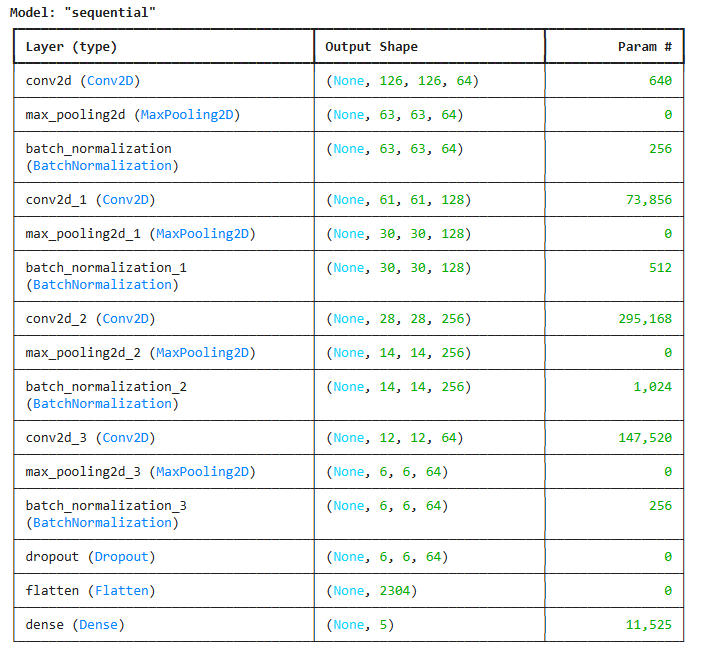 Model: "sequential"
Layer (type) Output Shape Param #
conv2d (Conv2D) (None, 126, 126, 64) 640
max_pooling2d (MaxPooling2D) (None, 63, 63, 64) 0
batch_normalization (None, 63, 63, 64) 256
(BatchNormalization)
conv2d_1 (Conv2D) (None, 61, 61, 128) 73,856
max_pooling2d_1 (MaxPooling2D) (None, 30, 30, 128) 0
batch_normalization_1 (None, 30, 30, 128) 512
(BatchNormalization)
conv2d_2 (Conv2D) (None, 28, 28, 256) 295,168
max_pooling2d_2 (MaxPooling2D) (None, 14, 14, 256) 0
batch_normalization_2 (None, 14, 14, 256) 1,024
(BatchNormalization)
conv2d_3 (Conv2D) (None, 12, 12, 64) 147,520
max_pooling2d_3 (MaxPooling2D) (None, 6, 6, 64) 0
batch_normalization_3 (None, 6, 6, 64) 256
(BatchNormalization)
dropout (Dropout) (None, 6, 6, 64) 0
flatten (Flatten) (None, 2304) 0
dense (Dense) (None, 5) 11,525